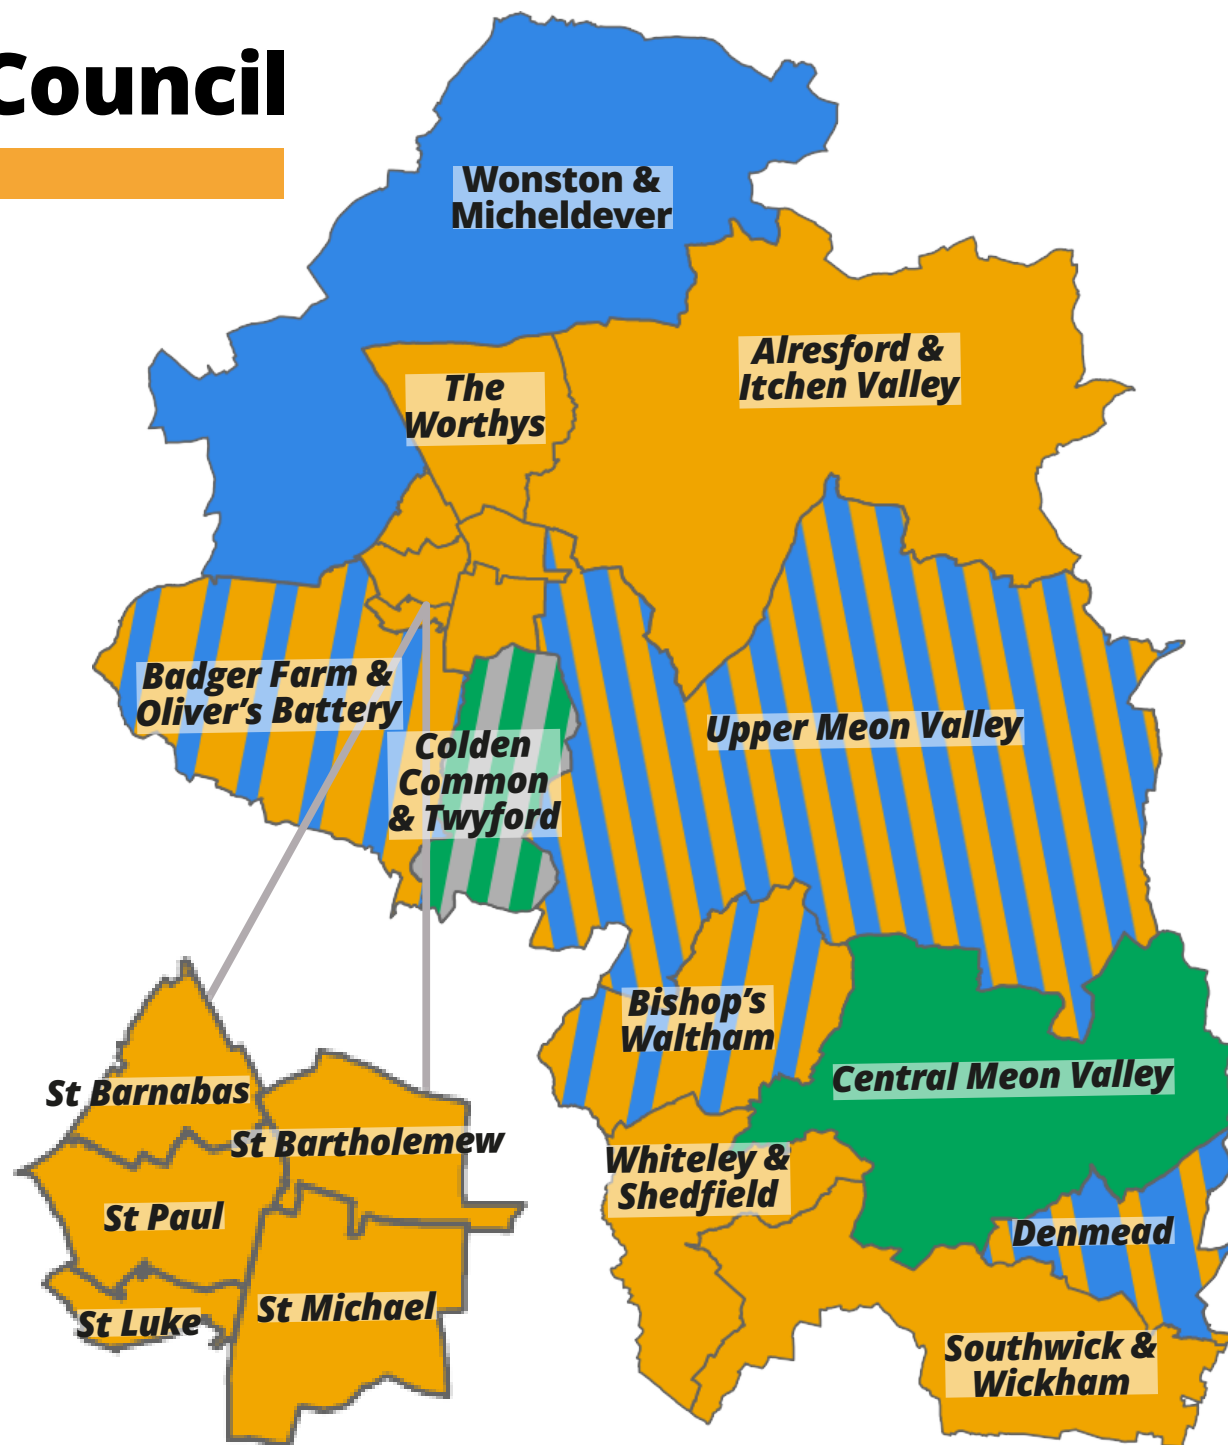 Council
Wonston &
Micheldever
Alresford &
Itchen Valley
The
Worthys
Badger Farm &
Oliver's Battery
Colden
Common
& Twyford
Upper Meon Valley
Bishop's
Waltham
Central Meon Valley
Whiteley &
Shedfield
Denmead
Southwick &
Wickham
St Barnabas
St Bartholemew
St Paul
St Luke
St Michael